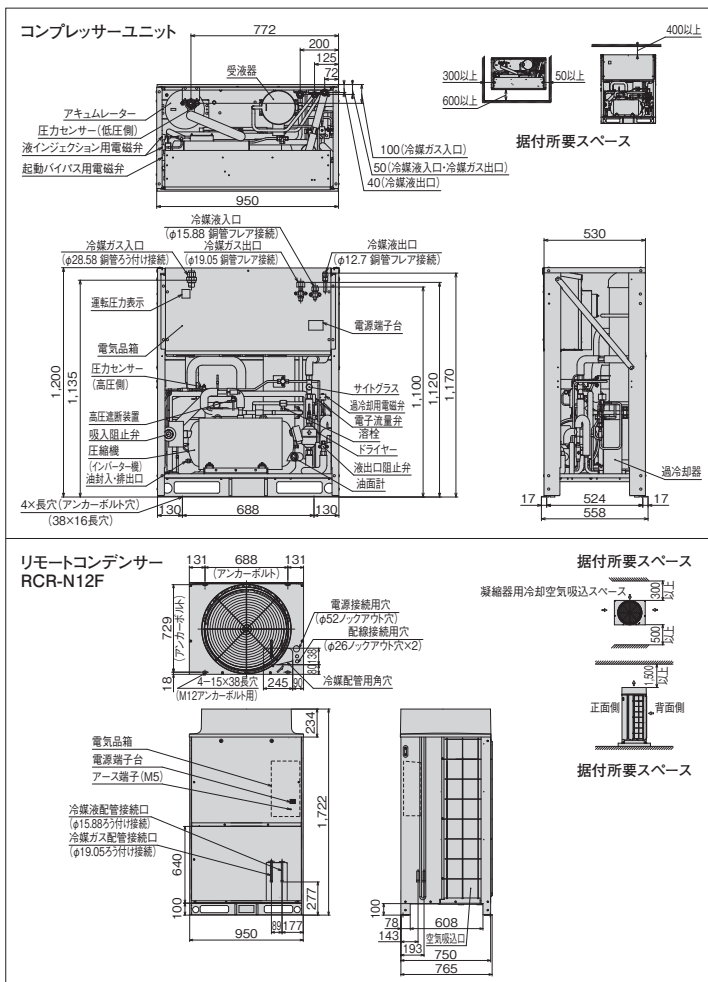 コンプレッサーユニット
772
200
125
72
受液器
アキュムレーター
圧力センサー(低圧側)
液インジェクション用電磁弁
起動バイパス用電磁弁
100(冷媒ガス入口)
50(冷媒液入口・冷媒ガス出口)
40(冷媒液出口)
950
400以上
300以上
50以上
600以上
据付所要スペース
冷媒液入口
(φ15.88 銅管フレア接続)
冷媒ガス入口
(φ28.58 銅管ろう付け接続)
冷媒ガス出口
(φ19.05 銅管フレア接続)
冷媒液出口
(φ12.7 銅管フレア接続)
運転圧力表示
電源端子台
電気品箱
圧力センサー
(高圧側)
サイトグラス
過冷却用電磁弁
高圧遮断装置
電子流量弁
吸入阻止弁
溶栓
圧縮機
(インバーター機)
ドライヤー
液出口阻止弁
油封入・排出口
油面計
4×長穴(アンカーボルト穴)
(38×16長穴)
1,200
1,135
1,100
1,120
1,170
130
688
130
530
過冷却器
17
524
17
558
リモートコンデンサー
RCR-N12F
131
688
131
(アンカーボルト)
729
(アンカーボルト)
18
4−15×38長穴
(M12アンカーボルト用)
245
90
80
138
電源接続用穴
(φ52ノックアウト穴)
配線接続用穴
(φ26ノックアウト穴×2)
冷媒配管用角穴
据付所要スペース
凝縮器用冷却空気吸込スペース
300以上
500以上
1,500以上
正面側
背面側
据付所要スペース
234
電気品箱
電源端子台
アース端子(M5)
冷媒液配管接続口
(φ15.88ろう付け接続)
冷媒ガス配管接続口
(φ19.05ろう付け接続)
1,722
640
277
100
89
177
950
100
78
608
143
空気吸込口
193
750
765